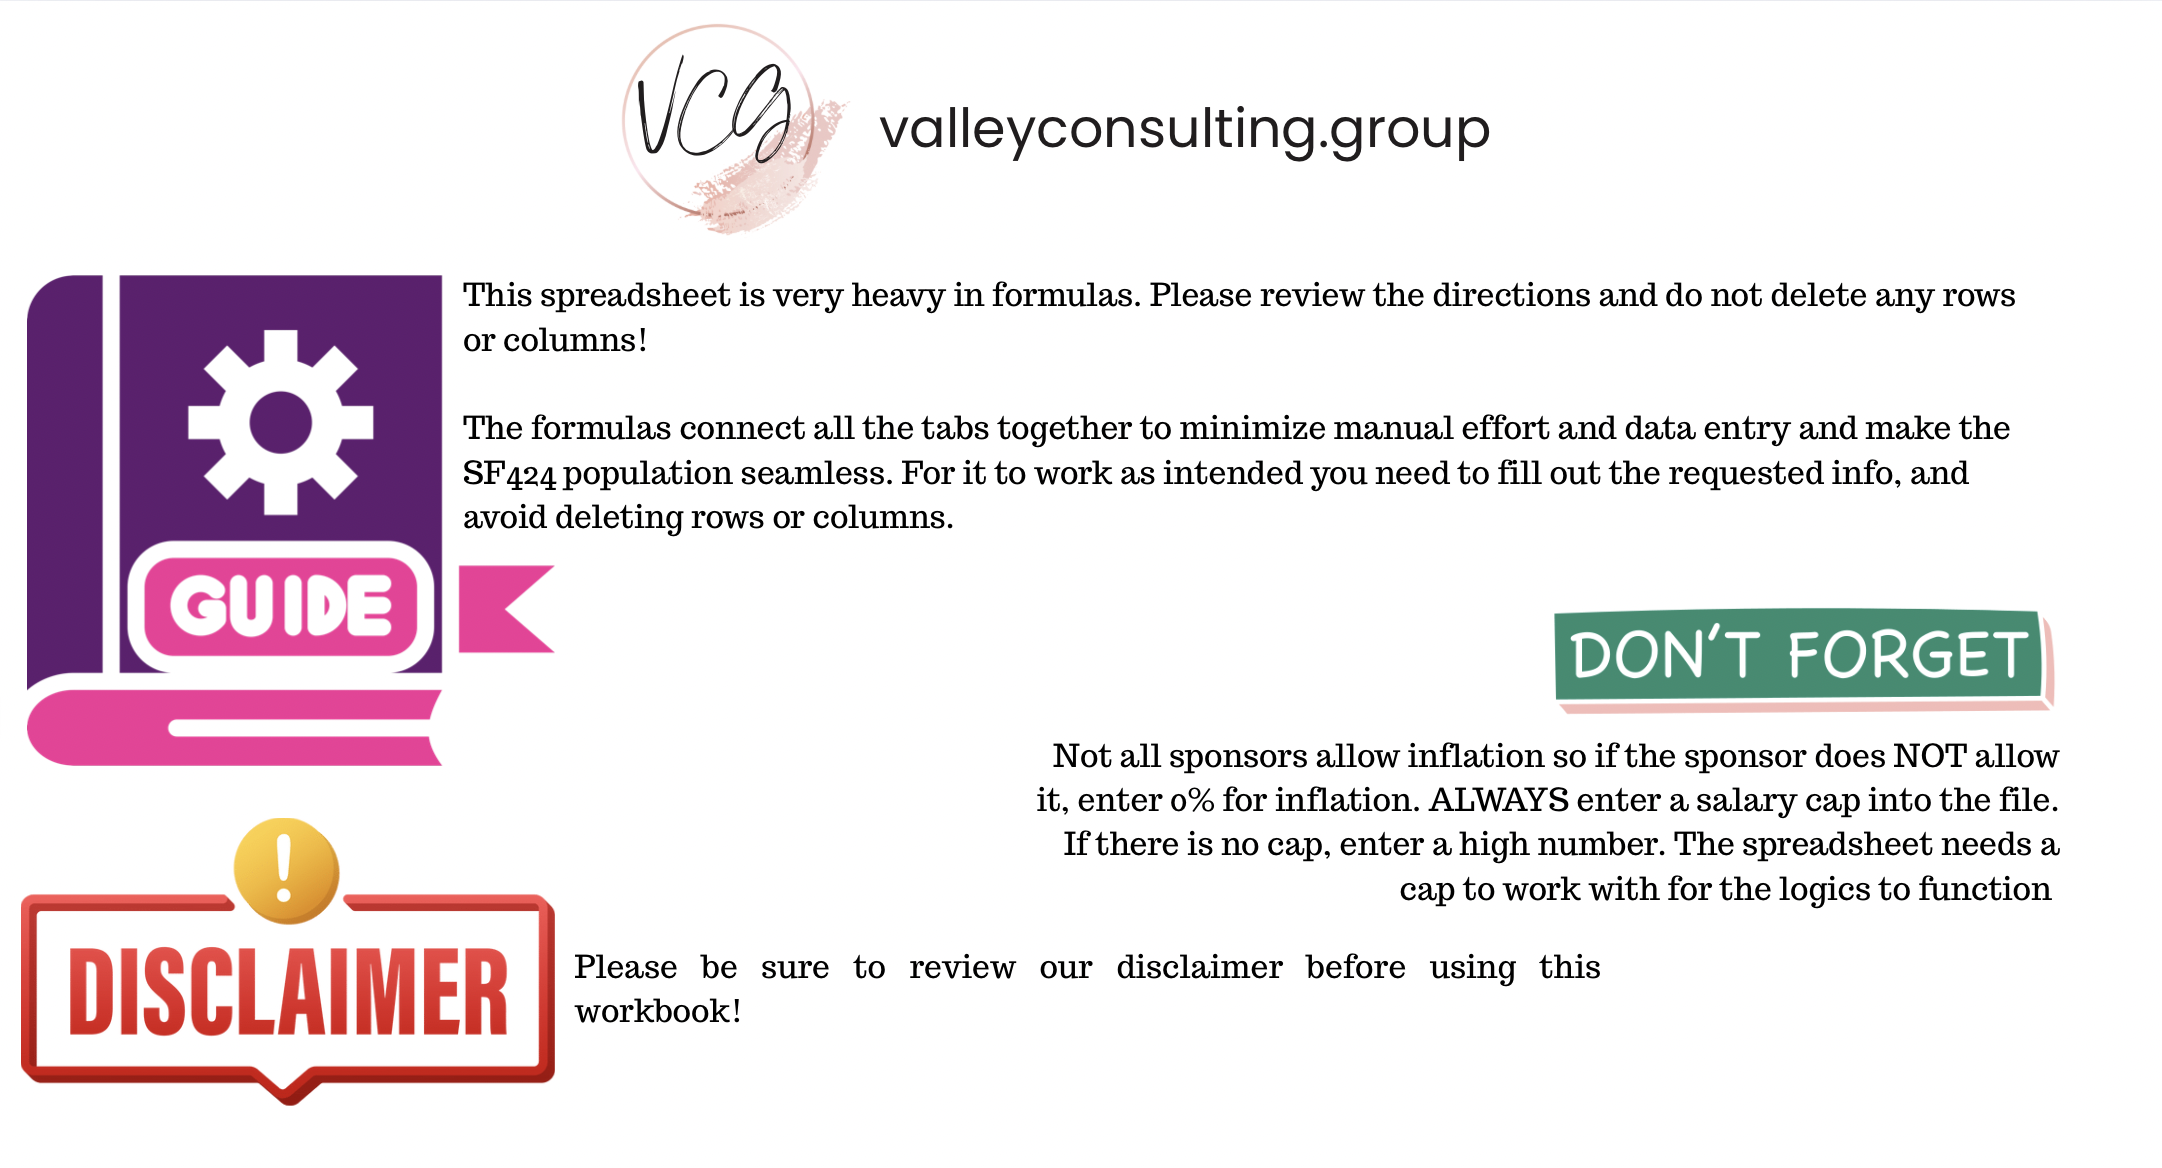 VCG
valleyconsulting.group
This spreadsheet is very heavy in formulas. Please review the directions and do not delete any rows
or columns!
The formulas connect all the tabs together to minimize manual effort and data entry and make the
SF424 population seamless. For it to work as intended you need to fill out the requested info, and
avoid deleting rows or columns.
GUIDE
DON'T FORGET
Not all sponsors allow inflation so if the sponsor does NOT allow
it, enter 0% for inflation. ALWAYS enter a salary cap into the file.
If there is no cap, enter a high number. The spreadsheet needs a
cap to work with for the logics to function
!
DISCLAIMER
Please be sure to review our disclaimer before using this
workbook!